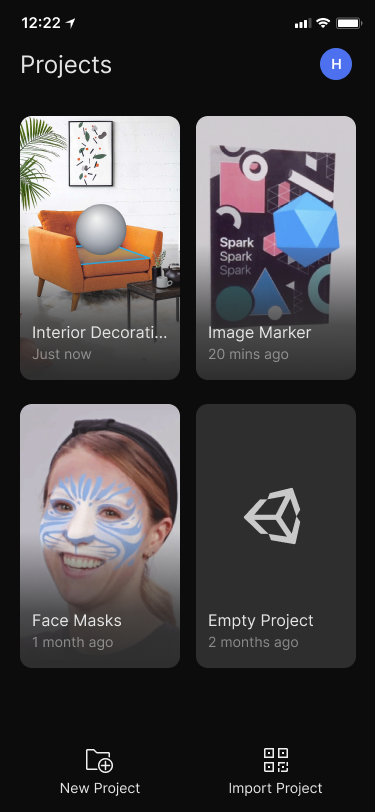 12:22
Projects
H
Spark
Spark
Spark
Interior Decorati...
Just now
Image Marker
20 mins ago
Face Masks
1 month ago
Empty Project
2 months ago
New Project
Import Project